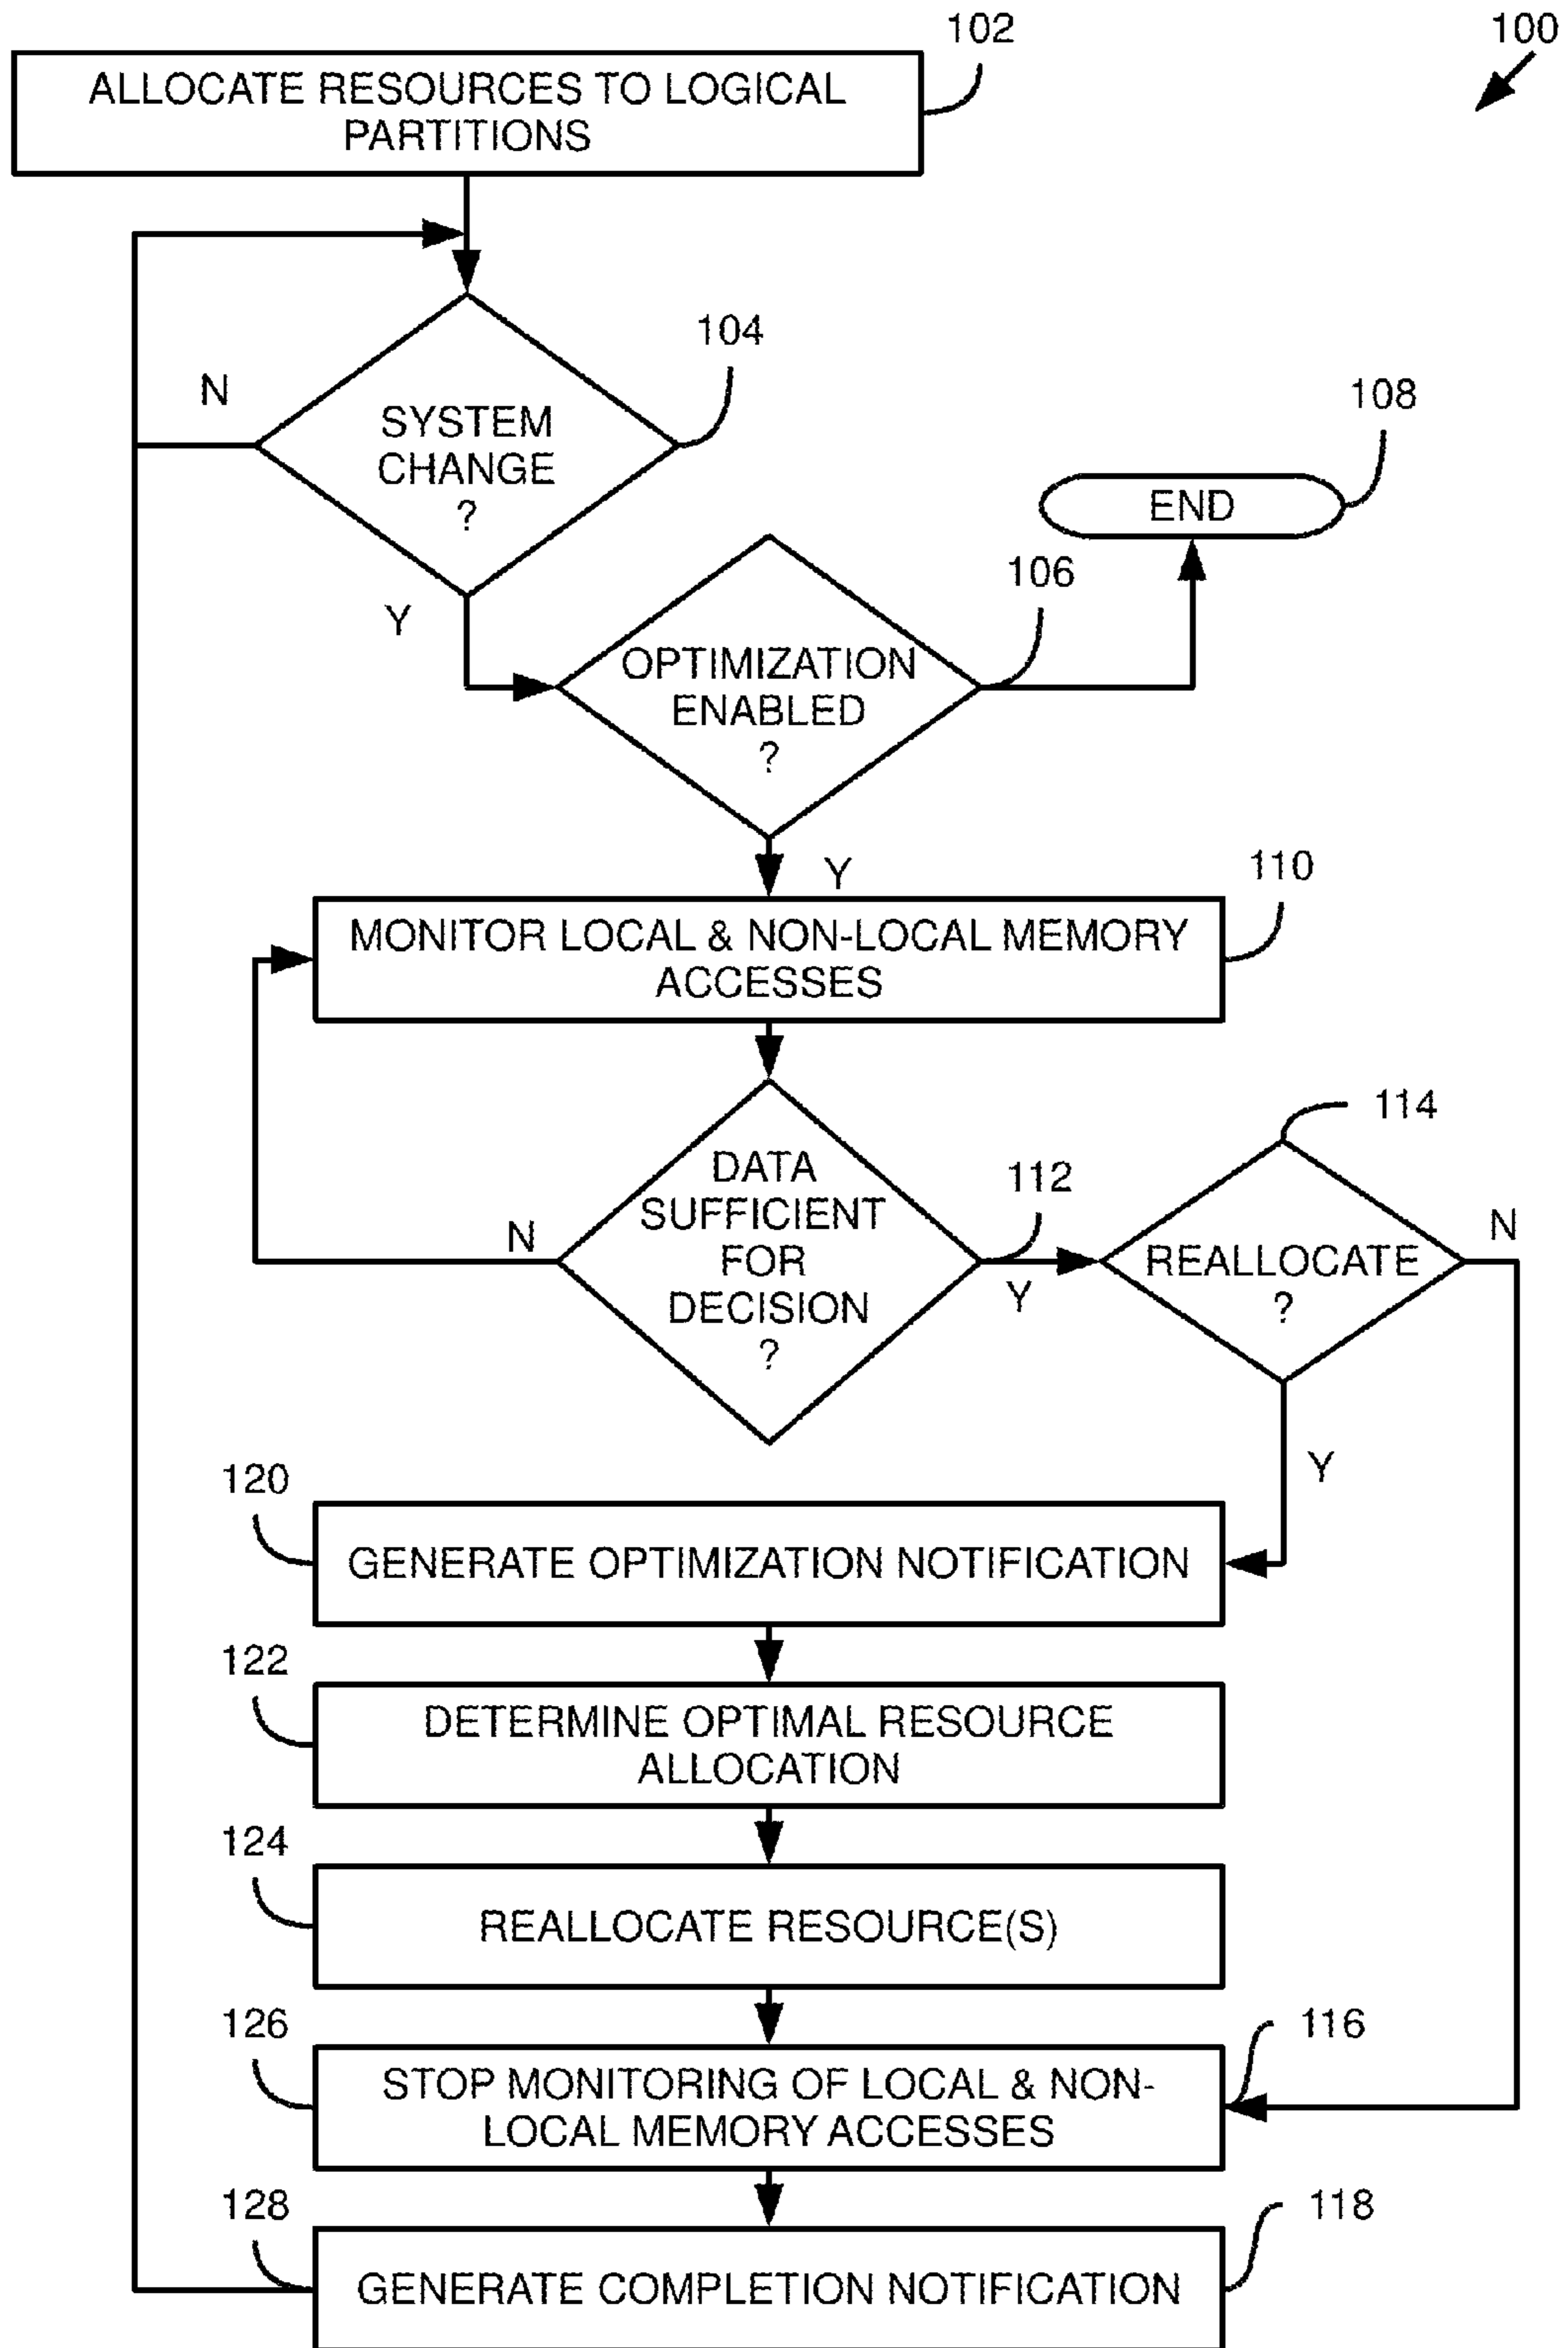 102
100
ALLOCATE RESOURCES TO LOGICAL
PARTITIONS
104
N
SYSTEM
CHANGE
?
108
END
Y
106
OPTIMIZATION
ENABLED
?
Y
110
MONITOR LOCAL & NON-LOCAL MEMORY
ACCESSES
114
DATA
SUFFICIENT
FOR
DECISION
?
112
N
Y
REALLOCATE
?
N
Y
120
GENERATE OPTIMIZATION NOTIFICATION
122
DETERMINE OPTIMAL RESOURCE
ALLOCATION
124
REALLOCATE RESOURCE(S)
126
116
STOP MONITORING OF LOCAL & NON-
LOCAL MEMORY ACCESSES
128
118
GENERATE COMPLETION NOTIFICATION